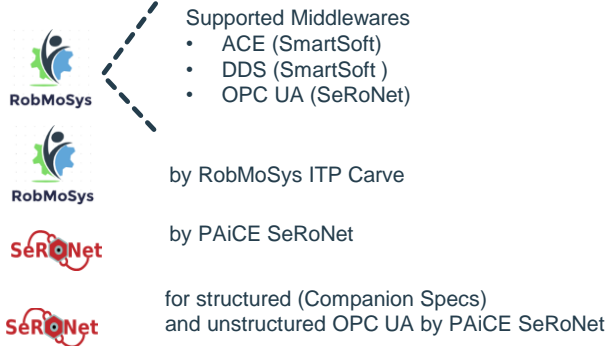 Supported Middlewares
• ACE (SmartSoft)
• DDS (SmartSoft )
• OPC UA (SeRoNet)
RobMoSys
RobMoSys
by RobMoSys ITP Carve
SeRoNet
by PAiCE SeRoNet
SeRoNet
for structured (Companion Specs)
and unstructured OPC UA by PAiCE SeRoNet